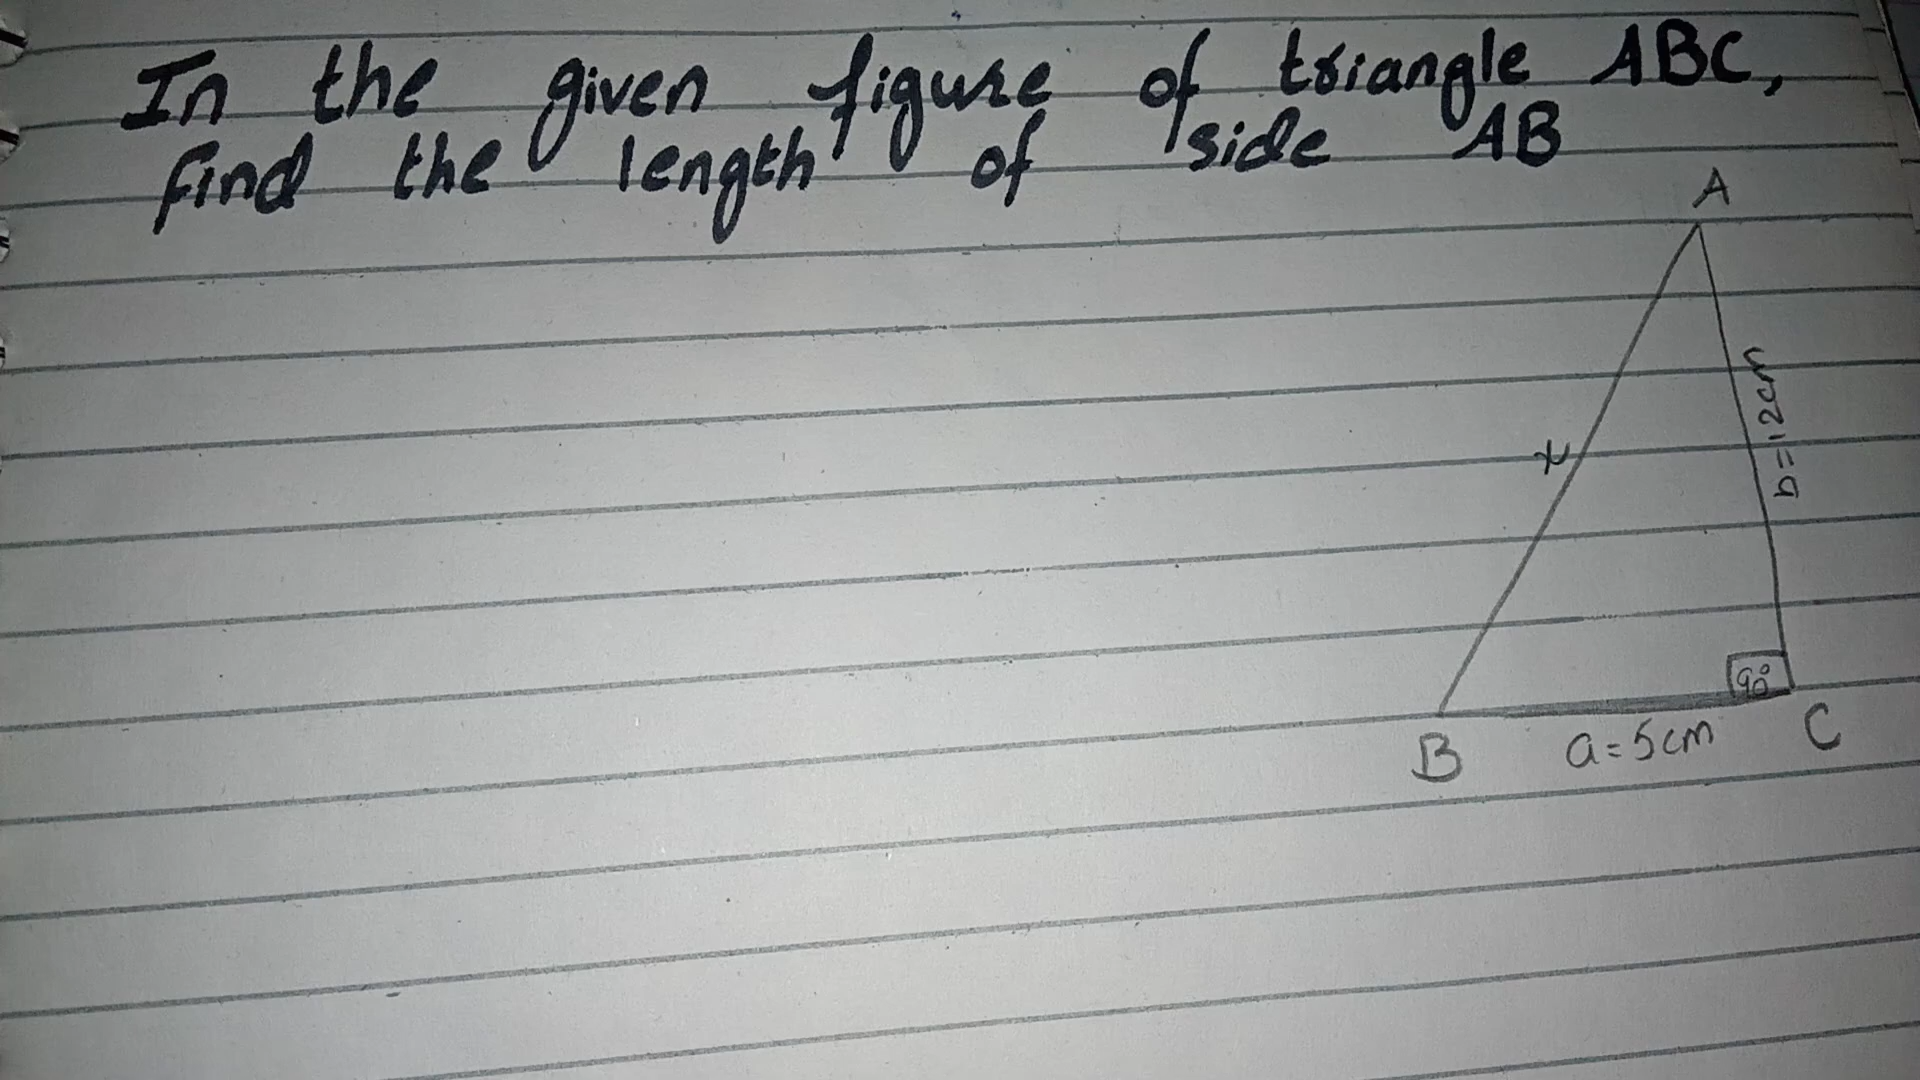 In the given figure of triangle ABC,
find the length of side AB
A
x
b=12cm
90°
B
a=5cm
C